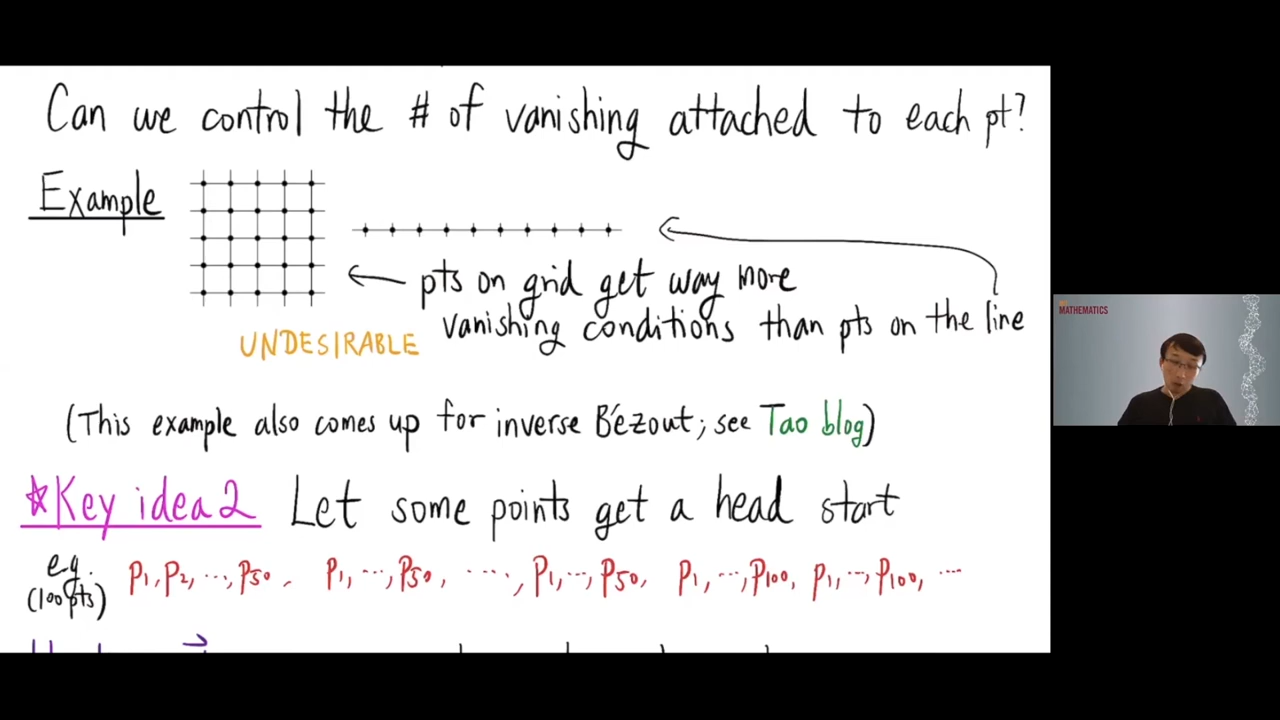 Can we control the # of vanishing attached to each pt?
Example
pts on grid get way more
vanishing conditions than pts on the line
UNDESIRABLE
(This example also comes up for inverse Bézout; see Tao blog)
*Key idea 2 Let some points get a head start
e.g. (100 pts) P1, P2, ..., P50, P1, ..., P50, ...., P1, ..., P50, P1, ..., P100, P1, ..., P100, ....
MATHEMATICS